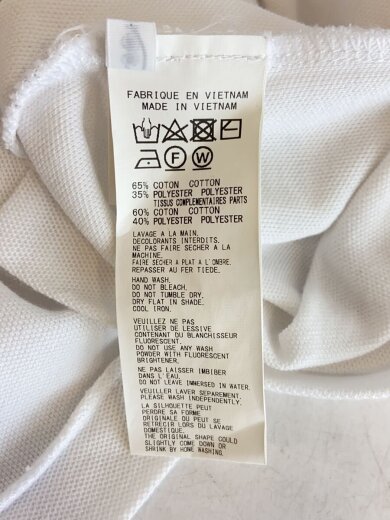 FABRIQUE EN VIETNAM
MADE IN VIETNAM
F
W
65% COTON COTTON
35% POLYESTER POLYESTER
TISSUS COMPLEMENTAIRES PARTS
60% COTON COTTON
40% POLYESTER POLYESTER
LAVAGE A LA MAIN.
DECOLORANTS INTERDITS.
NE PAS FAIRE SECHER A LA
MACHINE.
FAIRE SECHER A PLAT A L'OMBRE.
REPASSER AU FER TIEDE.
HAND WASH.
DO NOT BLEACH.
DO NOT TUMBLE DRY.
DRY FLAT IN SHADE.
COOL IRON.
VEUILLEZ NE PAS
UTILISER DE LESSIVE
CONTENANT DU BLANCHISSEUR
FLUORESCENT.
DO NOT USE ANY WASH
POWDER WITH FLUORESCENT
BRIGHTENER.
NE PAS LAISSER IMBIBER
DANS L'EAU.
DO NOT LEAVE IMMERSED IN WATER.
VEUILLER LAVER SEPAREMENT.
PLEASE WASH INDEPENDENTLY.
LA SILHOUETTE PEUT
PERDRE SA FORME
ORIGINALE OU PEUT SE
RETRECIR LORS DU LAVAGE
DOMESTIQUE.
THE ORIGINAL SHAPE COULD
SLIGHTLY COME DOWN OR
SHRINK BY HOME WASHING.